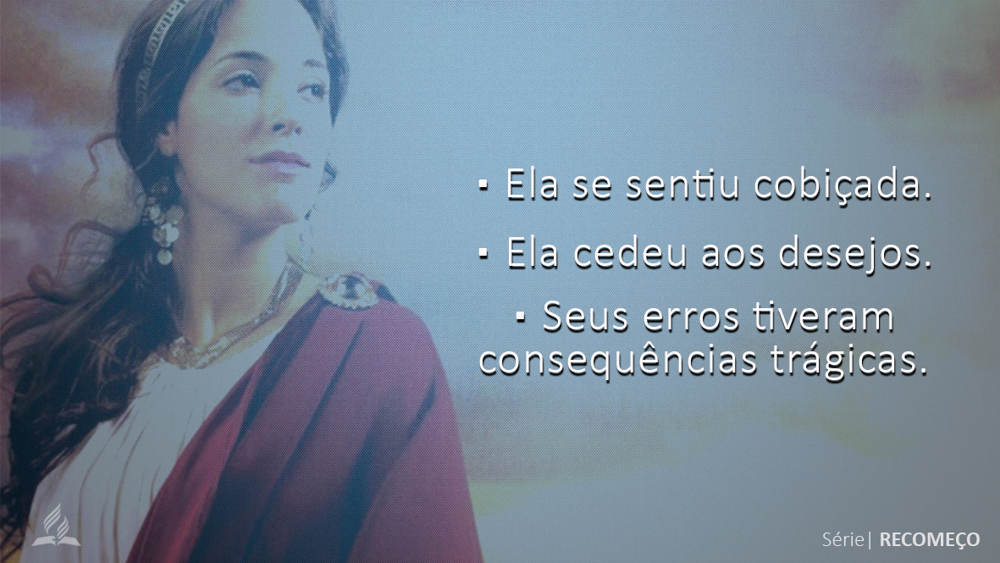 ▪ Ela se sentiu cobiçada.
▪ Ela cedeu aos desejos.
▪ Seus erros tiveram
consequências trágicas.
Série| RECOMEÇO